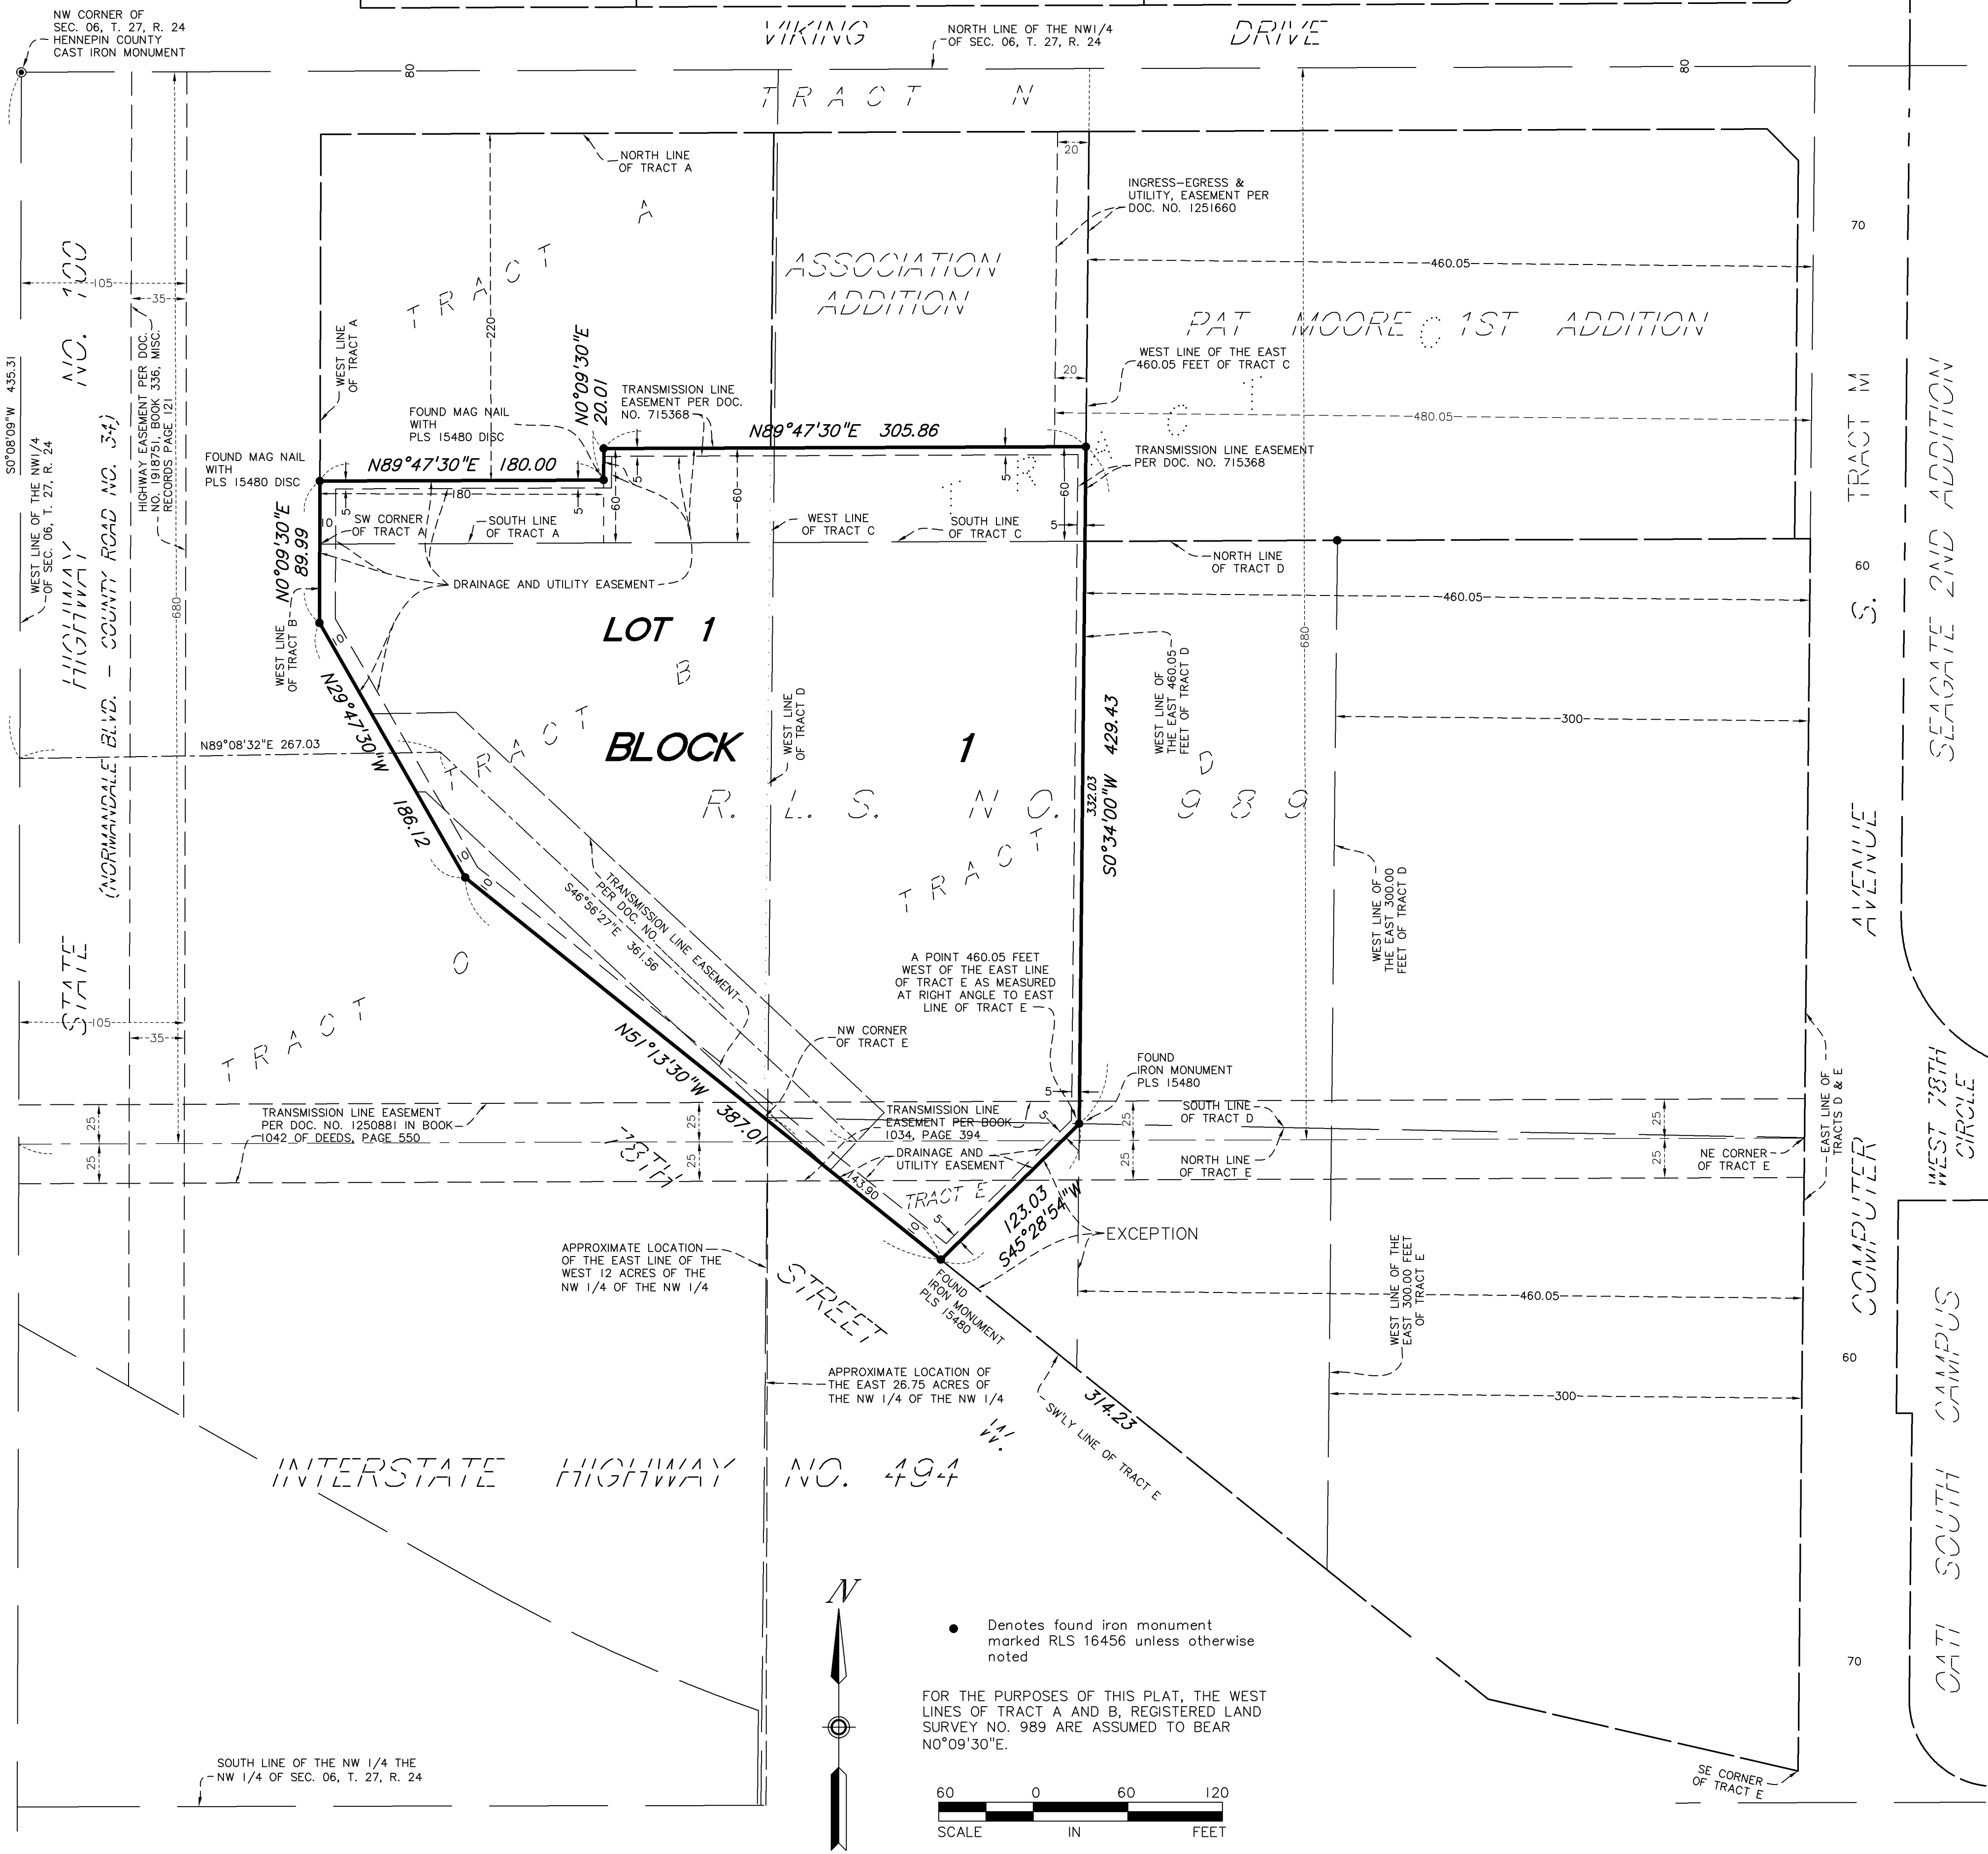 NW CORNER OF
SEC. 06, T. 27, R. 24
HENNEPIN COUNTY
CAST IRON MONUMENT
VIKING DRIVE
NORTH LINE OF THE NW1/4
OF SEC. 06, T. 27, R. 24
80
80
TRACT N
NORTH LINE
OF TRACT A
20
INGRESS-EGRESS &
UTILITY, EASEMENT PER
DOC. NO. 1251660
70
TRACT A
ASSOCIATION
ADDITION
460.05
105
35
220
PAT MOORE 1ST ADDITION
TRACT C
WEST LINE OF THE EAST
460.05 FEET OF TRACT C
20
480.05
S0°08'09"W 435.31
WEST LINE OF THE NW1/4
OF SEC. 06, T. 27, R. 24
STATE HIGHWAY NO. 100
(NORMANDALE BLVD. - COUNTY ROAD NO. 34)
HIGHWAY EASEMENT PER DOC.
NO. 1918751, BOOK 336, MISC.
RECORDS PAGE 121
680
WEST LINE
OF TRACT A
N0°09'30"E
20.01
FOUND MAG NAIL
WITH
PLS 15480 DISC
TRANSMISSION LINE
EASEMENT PER DOC.
NO. 715368
N89°47'30"E 305.86
FOUND MAG NAIL
WITH
PLS 15480 DISC
N89°47'30"E 180.00
TRANSMISSION LINE EASEMENT
PER DOC. NO. 715368
180
5
5
5
5
60
60
60
5
10
SW CORNER
OF TRACT A
SOUTH LINE
OF TRACT A
WEST LINE
OF TRACT C
SOUTH LINE
OF TRACT C
NORTH LINE
OF TRACT D
N0°09'30"E
89.99
DRAINAGE AND UTILITY EASEMENT
460.05
60
TRACT M
SEAGATE 2ND ADDITION
WEST LINE
OF TRACT B
10
LOT 1
TRACT B
BLOCK 1
N29°47'30"W
186.12
N89°08'32"E 267.03
WEST LINE
OF TRACT D
WEST LINE OF
THE EAST 460.05
FEET OF TRACT D
680
300
R. L. S. NO. 989
TRACT D
332.03
S0°34'00"W 429.43
10
10
TRANSMISSION LINE EASEMENT
PER DOC. NO.
S46°56'27"E 361.56
WEST LINE OF
THE EAST 300.00
FEET OF TRACT D
COMPUTER AVENUE S.
TRACT O
A POINT 460.05 FEET
WEST OF THE EAST LINE
OF TRACT E AS MEASURED
AT RIGHT ANGLE TO EAST
LINE OF TRACT E
105
35
N51°13'30"W 387.01
NW CORNER
OF TRACT E
FOUND
IRON MONUMENT
PLS 15480
EAST LINE OF
TRACTS D & E
WEST 78TH
CIRCLE
TRANSMISSION LINE EASEMENT
PER DOC. NO. 1250881 IN BOOK
1042 OF DEEDS, PAGE 550
25
25
25
25
TRANSMISSION LINE
EASEMENT PER BOOK
1034, PAGE 394
5
5
SOUTH LINE
OF TRACT D
25
25
25
25
DRAINAGE AND
UTILITY EASEMENT
NORTH LINE
OF TRACT E
NE CORNER
OF TRACT E
143.90
TRACT E
5
10
123.03
S45°28'54"W
EXCEPTION
W. 78TH STREET
APPROXIMATE LOCATION
OF THE EAST LINE OF THE
WEST 12 ACRES OF THE
NW 1/4 OF THE NW 1/4
FOUND
IRON MONUMENT
PLS 15480
460.05
WEST LINE OF THE
EAST 300.00 FEET
OF TRACT E
APPROXIMATE LOCATION OF
THE EAST 26.75 ACRES OF
THE NW 1/4 OF THE NW 1/4
314.23
SW'LY LINE OF TRACT E
300
60
CATI SOUTH CAMPUS
INTERSTATE HIGHWAY NO. 494
N
Denotes found iron monument
marked RLS 16456 unless otherwise
noted
70
FOR THE PURPOSES OF THIS PLAT, THE WEST
LINES OF TRACT A AND B, REGISTERED LAND
SURVEY NO. 989 ARE ASSUMED TO BEAR
N0°09'30"E.
SOUTH LINE OF THE NW 1/4 THE
NW 1/4 OF SEC. 06, T. 27, R. 24
SE CORNER
OF TRACT E
60 0 60 120
SCALE IN FEET